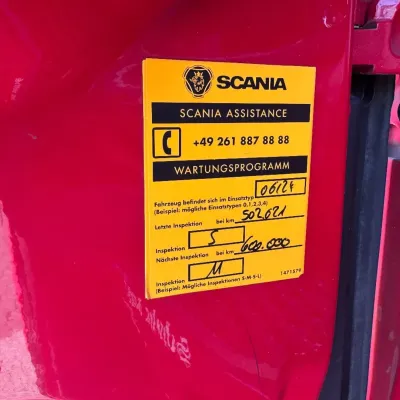 SCANIA
SCANIA ASSISTANCE
+49 261 887 88 88
WARTUNGSPROGRAMM
Fahrzeug befindet sich im Einsatztyp 06/24
(Beispiel: mögliche Einsatztypen 0,1,2,3,4)
Letzte Inspektion bei km 502021
Inspektion S
Nächste Inspektion bei km 600.000
Inspektion M
(Beispiel: Mögliche Inspektionen S-M-S-L)
1471579